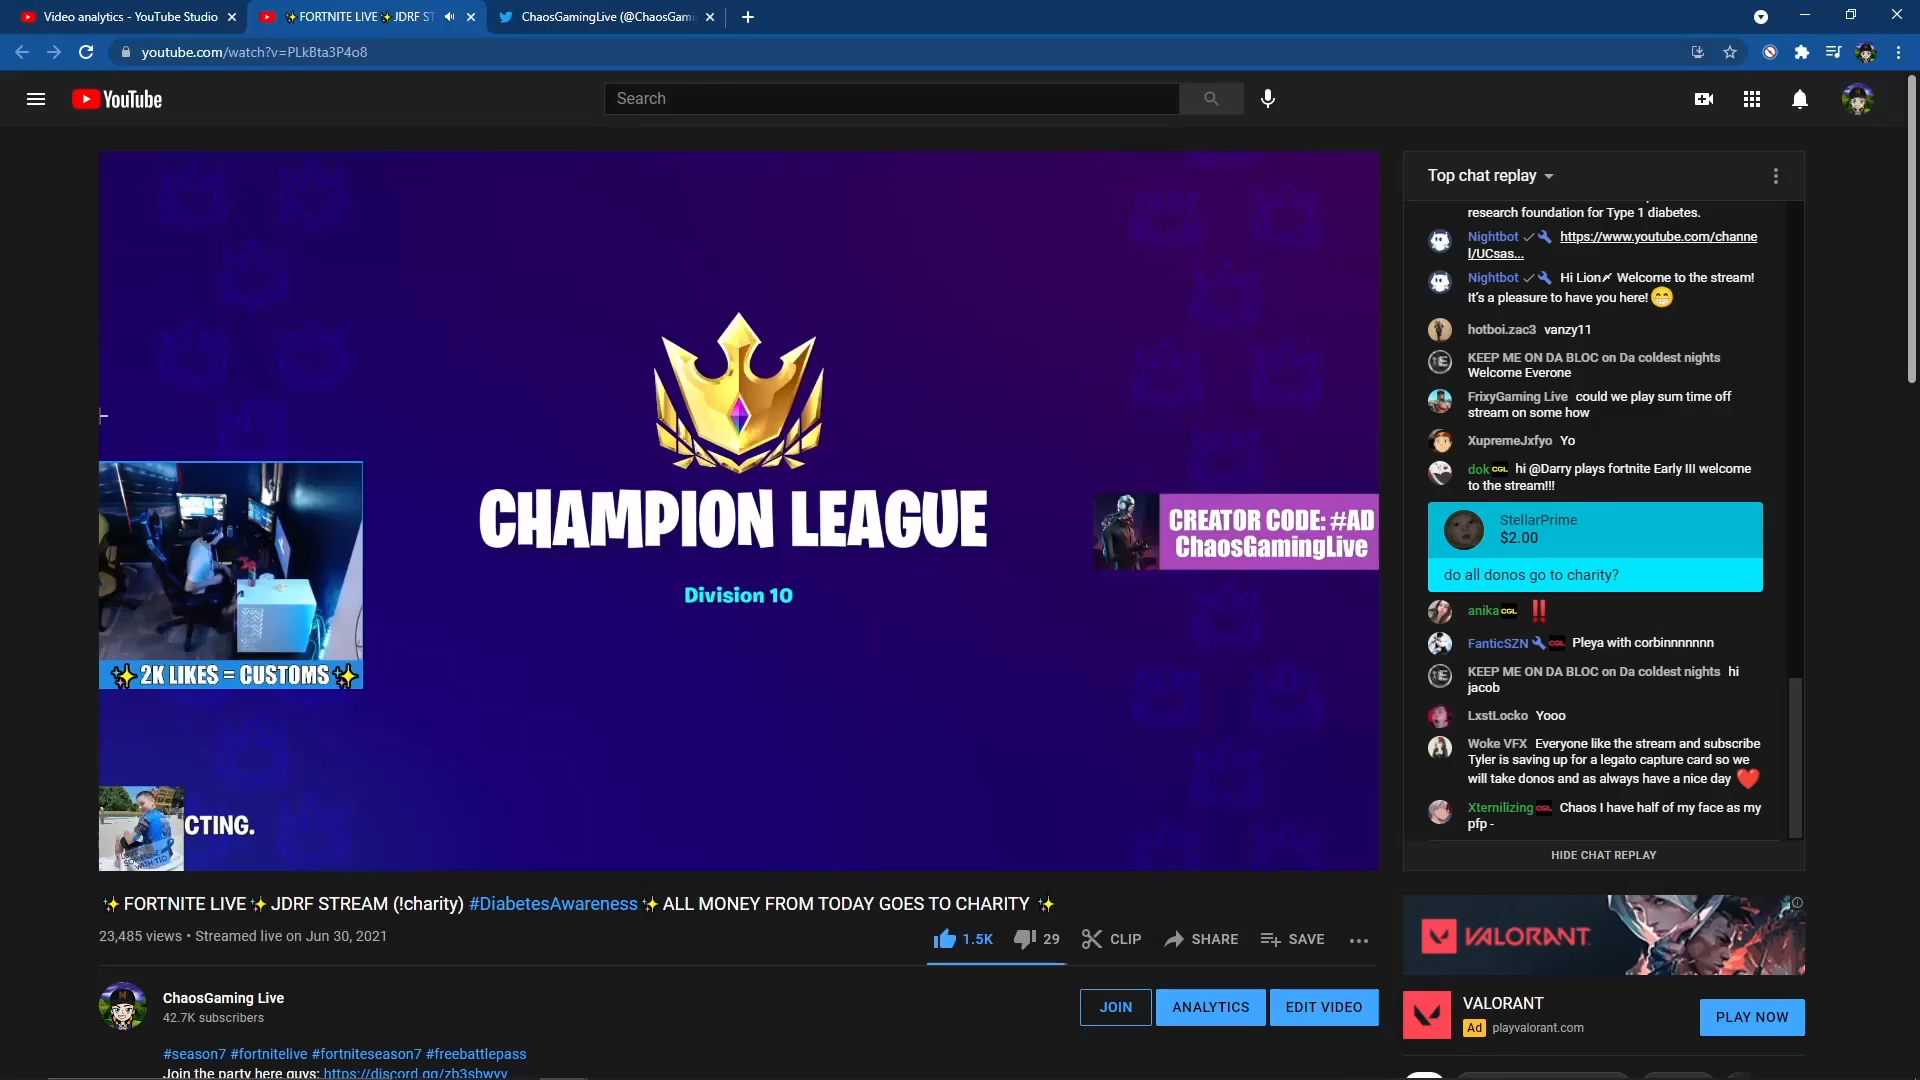 Video analytics - YouTube Studio
✨FORTNITE LIVE✨JDRF ST
ChaosGamingLive (@ChaosGami
youtube.com/watch?v=PLkBta3P4o8
YouTube
Search
CHAMPION LEAGUE
Division 10
CREATOR CODE: #AD
ChaosGamingLive
✨ 2K LIKES = CUSTOMS ✨
CTING.
Top chat replay
research foundation for Type 1 diabetes.
Nightbot https://www.youtube.com/channe
l/UCsas...
Nightbot Hi Lion〆 Welcome to the stream!
It's a pleasure to have you here!😁
hotboi.zac3 vanzy11
KEEP ME ON DA BLOC on Da coldest nights
Welcome Everone
FrixyGaming Live could we play sum time off
stream on some how
XupremeJxfyo Yo
dok CGL hi @Darry plays fortnite Early III welcome
to the stream!!!
StellarPrime
$2.00
do all donos go to charity?
anika CGL ‼️
FanticSZN CGL Pleya with corbinnnnnnn
KEEP ME ON DA BLOC on Da coldest nights hi
jacob
LxstLocko Yooo
Woke VFX Everyone like the stream and subscribe
Tyler is saving up for a legato capture card so we
will take donos and as always have a nice day ❤️
Xternilizing CGL Chaos I have half of my face as my
pfp -
HIDE CHAT REPLAY
✨FORTNITE LIVE✨JDRF STREAM (!charity) #DiabetesAwareness✨ALL MONEY FROM TODAY GOES TO CHARITY ✨
23,485 views • Streamed live on Jun 30, 2021
1.5K
29
CLIP
SHARE
SAVE
ChaosGaming Live
42.7K subscribers
JOIN
ANALYTICS
EDIT VIDEO
#season7 #fortnitelive #fortniteseason7 #freebattlepass
Join the party here guys: https://discord.gg/zb3sbwvv
VALORANT
VALORANT
Ad playvalorant.com
PLAY NOW